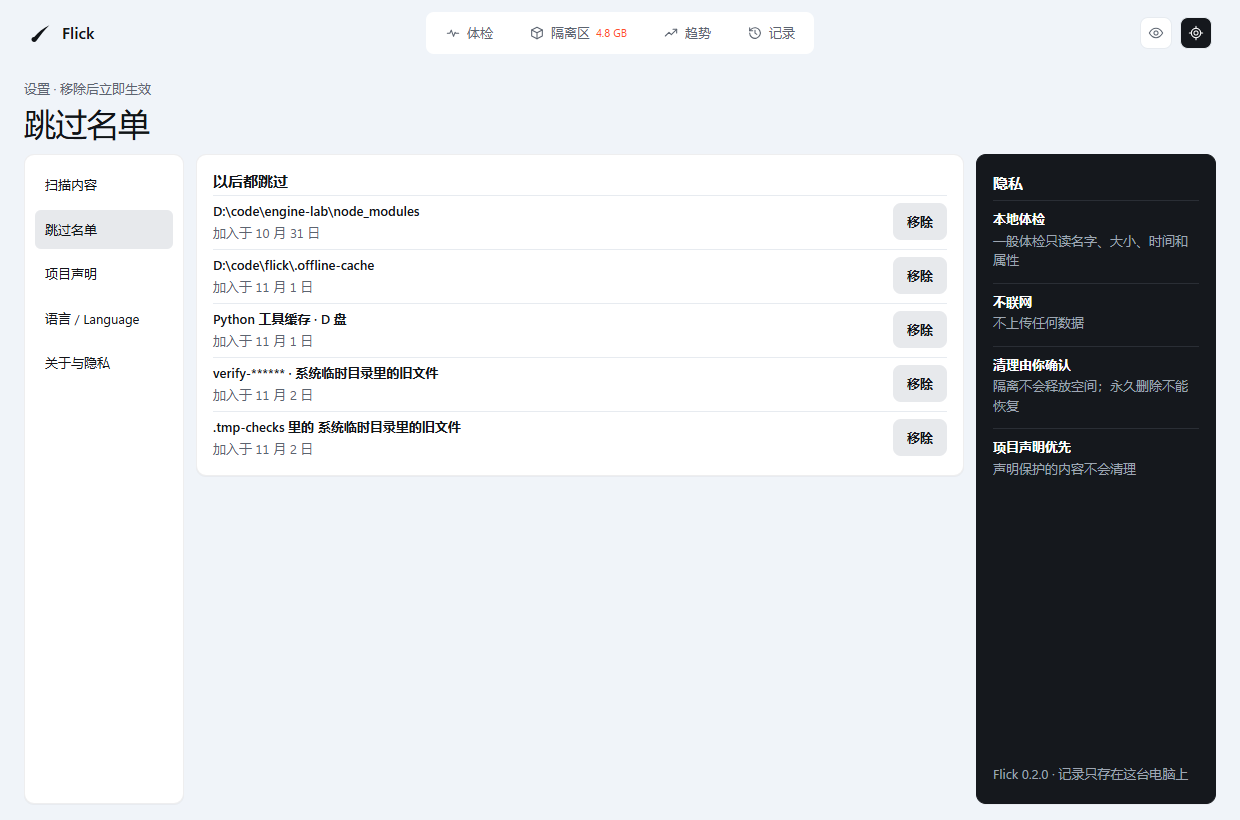 Flick
体检
隔离区 4.8 GB
趋势
记录
设置 · 移除后立即生效
跳过名单
扫描内容
跳过名单
项目声明
语言 / Language
关于与隐私
以后都跳过
D:\code\engine-lab\node_modules
加入于 10 月 31 日
移除
D:\code\flick\.offline-cache
加入于 11 月 1 日
移除
Python 工具缓存 · D 盘
加入于 11 月 1 日
移除
verify-****** · 系统临时目录里的旧文件
加入于 11 月 2 日
移除
.tmp-checks 里的 系统临时目录里的旧文件
加入于 11 月 2 日
移除
隐私
本地体检
一般体检只读名字、大小、时间和
属性
不联网
不上传任何数据
清理由你确认
隔离不会释放空间；永久删除不能
恢复
项目声明优先
声明保护的内容不会清理
Flick 0.2.0 · 记录只存在这台电脑上